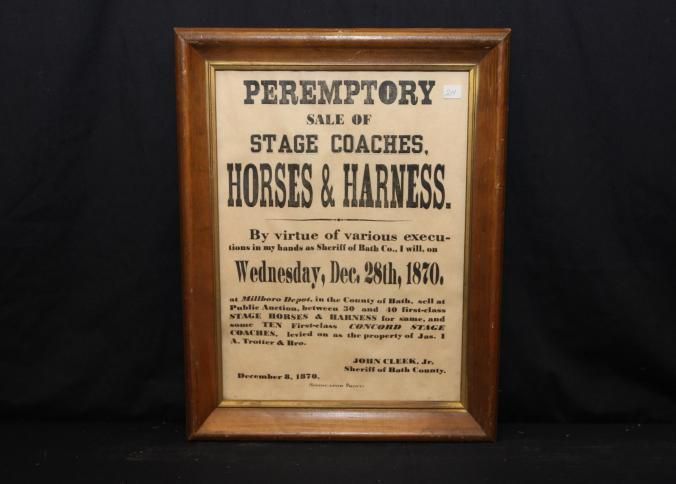 PEREMPTORY
SALE OF
STAGE COACHES,
HORSES & HARNESS.
By virtue of various execu-
tions in my hands as Sheriff of Bath Co., I will, on
Wednesday, Dec. 28th, 1870.
at Millboro Depot, in the County of Bath, sell at
Public Auction, between 30 and 40 first-class
STAGE HORSES & HARNESS for same, and
some TEN First-class CONCORD STAGE
COACHES, levied on as the property of Jas. I
A. Trotter & Bro.
JOHN CLEEK, Jr.
Sheriff of Bath County.
December 8, 1870.